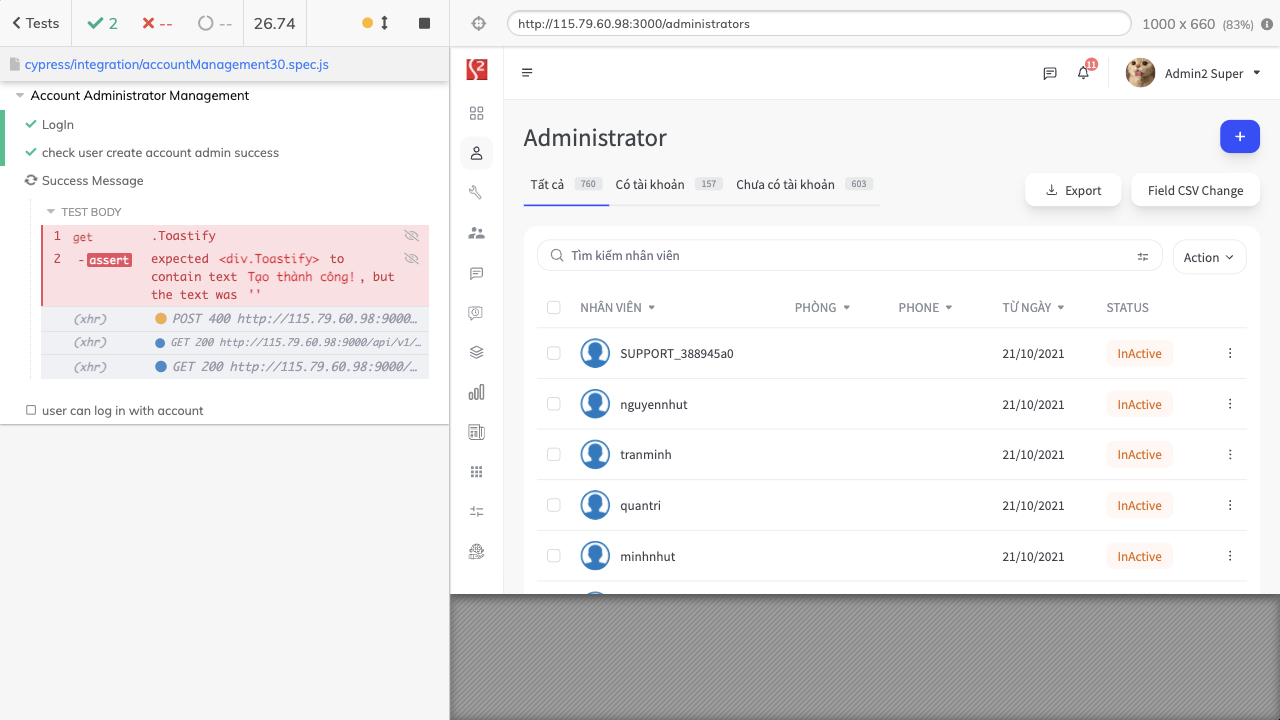 Tests
2
--
--
26.74
http://115.79.60.98:3000/administrators
1000 x 660 (83%)
cypress/integration/accountManagement30.spec.js
Account Administrator Management
LogIn
check user create account admin success
Success Message
TEST BODY
1 get .Toastify
2 -assert expected <div.Toastify> to
contain text Tạo thành công!, but
the text was ''
(xhr) POST 400 http://115.79.60.98:9000…
(xhr) GET 200 http://115.79.60.98:9000/api/v1/…
(xhr) GET 200 http://115.79.60.98:9000/…
user can log in with account
11
Admin2 Super
Administrator
+
Tất cả 760 Có tài khoản 157 Chưa có tài khoản 603
Export
Field CSV Change
Tìm kiếm nhân viên
Action
NHÂN VIÊN PHÒNG PHONE TỪ NGÀY STATUS
SUPPORT_388945a0 21/10/2021 InActive
nguyennhut 21/10/2021 InActive
tranminh 21/10/2021 InActive
quantri 21/10/2021 InActive
minhnhut 21/10/2021 InActive